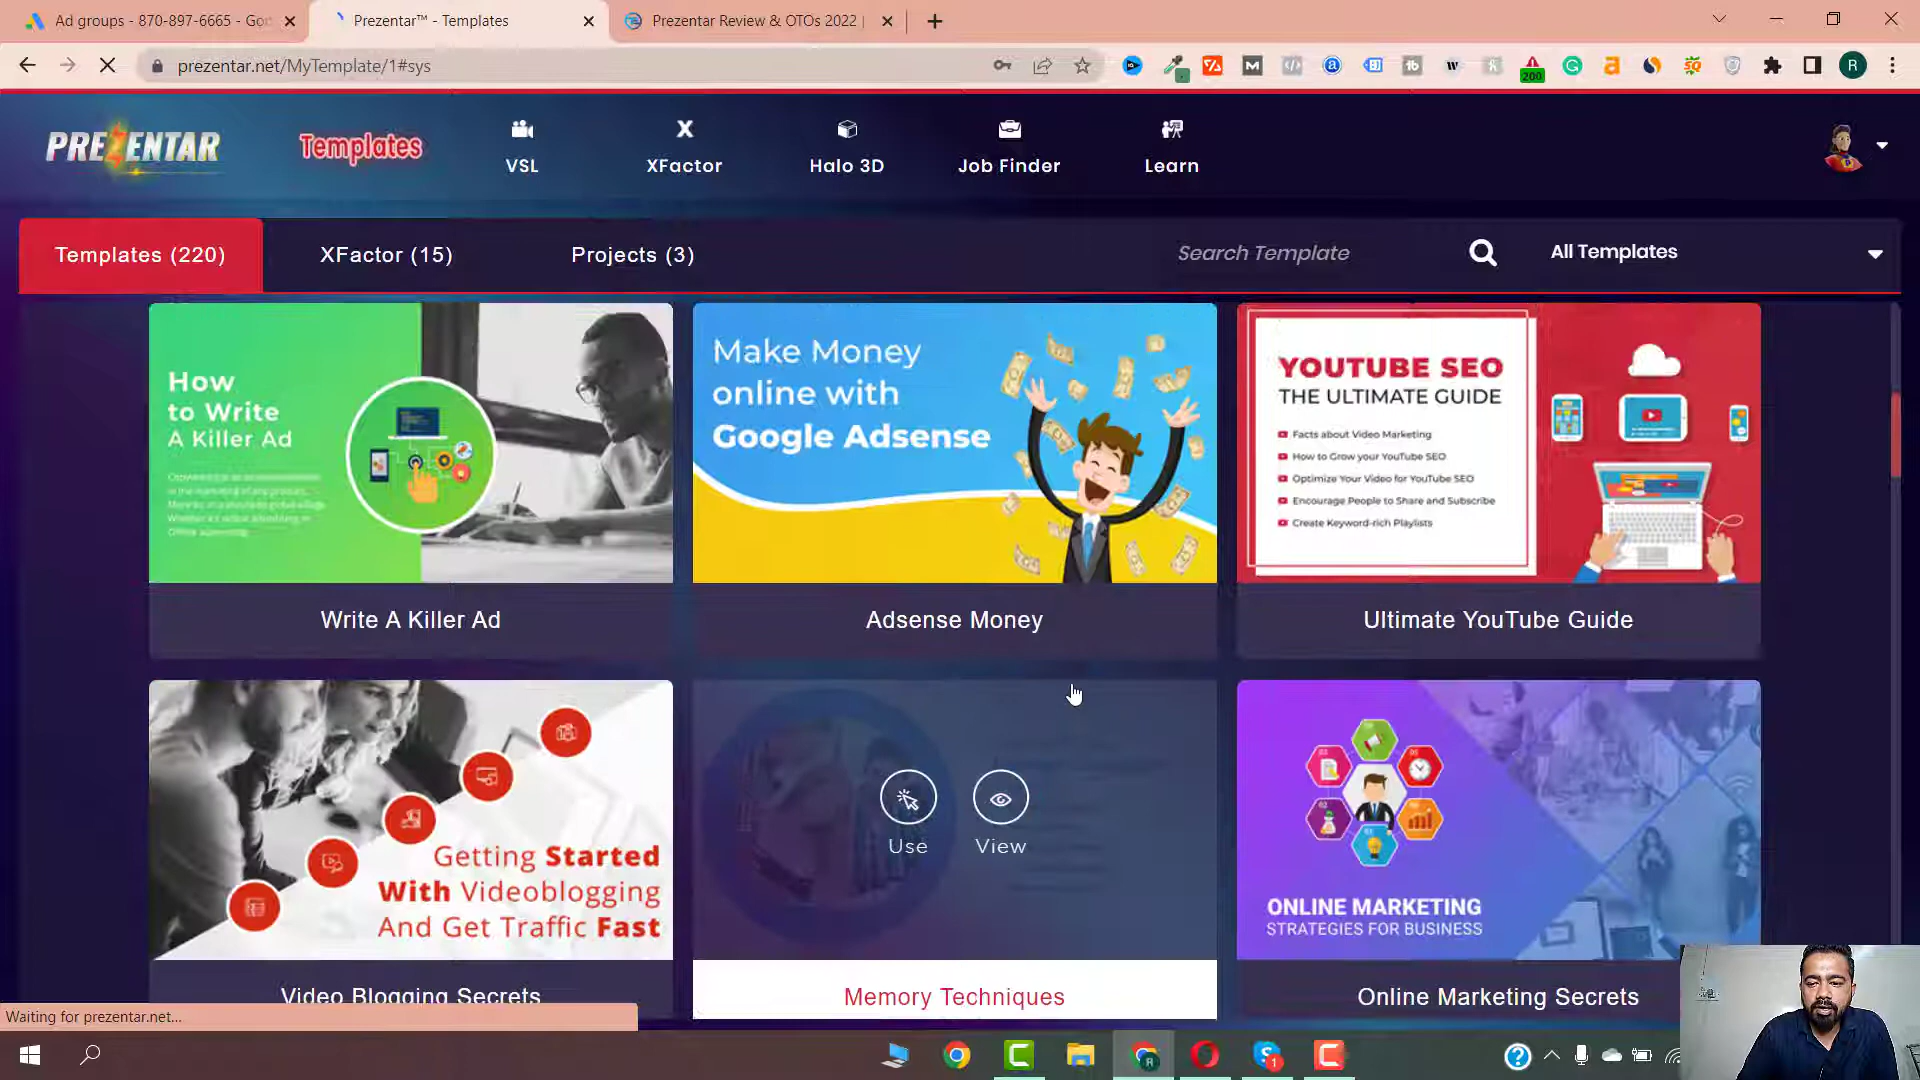 Ad groups - 870-897-6665 - Goo
Prezentar™ - Templates
Prezentar Review & OTOs 2022 |
prezentar.net/MyTemplate/1#sys
200
R
PREZENTAR
Templates
VSL
XFactor
Halo 3D
Job Finder
Learn
Templates (220)
XFactor (15)
Projects (3)
Search Template
All Templates
How
to Write
A Killer Ad
Make Money
online with
Google Adsense
YOUTUBE SEO
THE ULTIMATE GUIDE
Facts about Video Marketing
How to Grow your YouTube SEO
Optimize Your Video for YouTube SEO
Encourage People to Share and Subscribe
Create Keyword-rich Playlists
Write A Killer Ad
Adsense Money
Ultimate YouTube Guide
Getting Started
With Videoblogging
And Get Traffic Fast
Use
View
ONLINE MARKETING
STRATEGIES FOR BUSINESS
Video Blogging Secrets
Memory Techniques
Online Marketing Secrets
Waiting for prezentar.net...